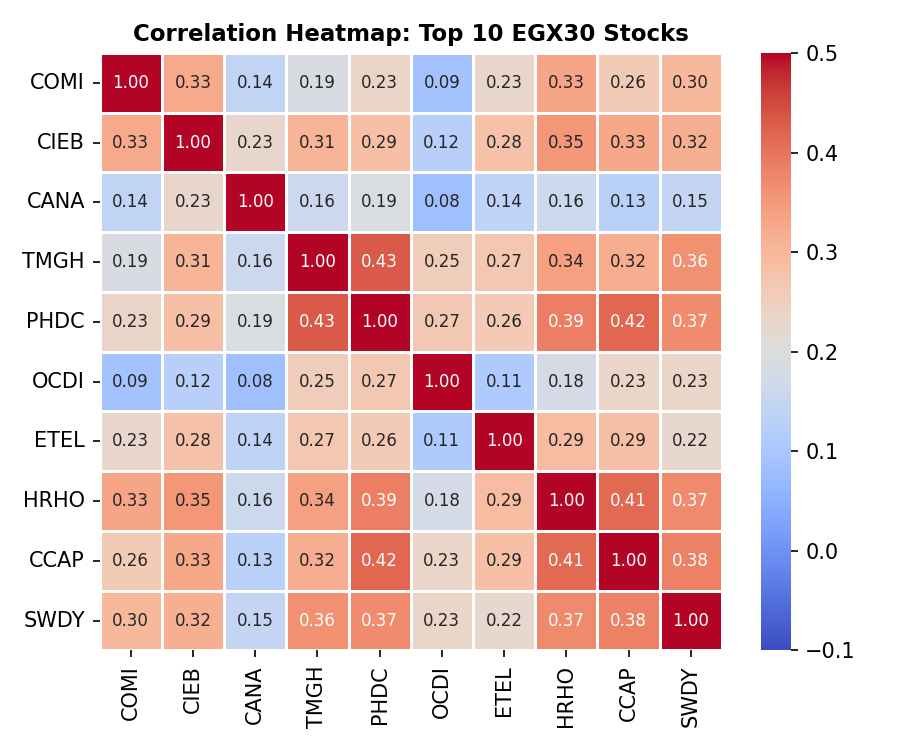 Correlation Heatmap: Top 10 EGX30 Stocks
COMI 1.00 0.33 0.14 0.19 0.23 0.09 0.23 0.33 0.26 0.30
CIEB 0.33 1.00 0.23 0.31 0.29 0.12 0.28 0.35 0.33 0.32
CANA 0.14 0.23 1.00 0.16 0.19 0.08 0.14 0.16 0.13 0.15
TMGH 0.19 0.31 0.16 1.00 0.43 0.25 0.27 0.34 0.32 0.36
PHDC 0.23 0.29 0.19 0.43 1.00 0.27 0.26 0.39 0.42 0.37
OCDI 0.09 0.12 0.08 0.25 0.27 1.00 0.11 0.18 0.23 0.23
ETEL 0.23 0.28 0.14 0.27 0.26 0.11 1.00 0.29 0.29 0.22
HRHO 0.33 0.35 0.16 0.34 0.39 0.18 0.29 1.00 0.41 0.37
CCAP 0.26 0.33 0.13 0.32 0.42 0.23 0.29 0.41 1.00 0.38
SWDY 0.30 0.32 0.15 0.36 0.37 0.23 0.22 0.37 0.38 1.00
COMI CIEB CANA TMGH PHDC OCDI ETEL HRHO CCAP SWDY
0.5
0.4
0.3
0.2
0.1
0.0
−0.1